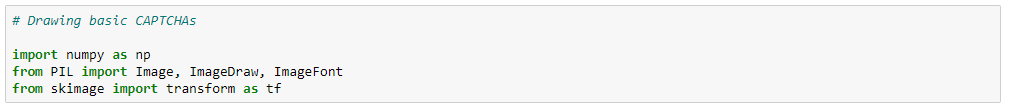 # Drawing basic CAPTCHAs
import numpy as np
from PIL import Image, ImageDraw, ImageFont
from skimage import transform as tf